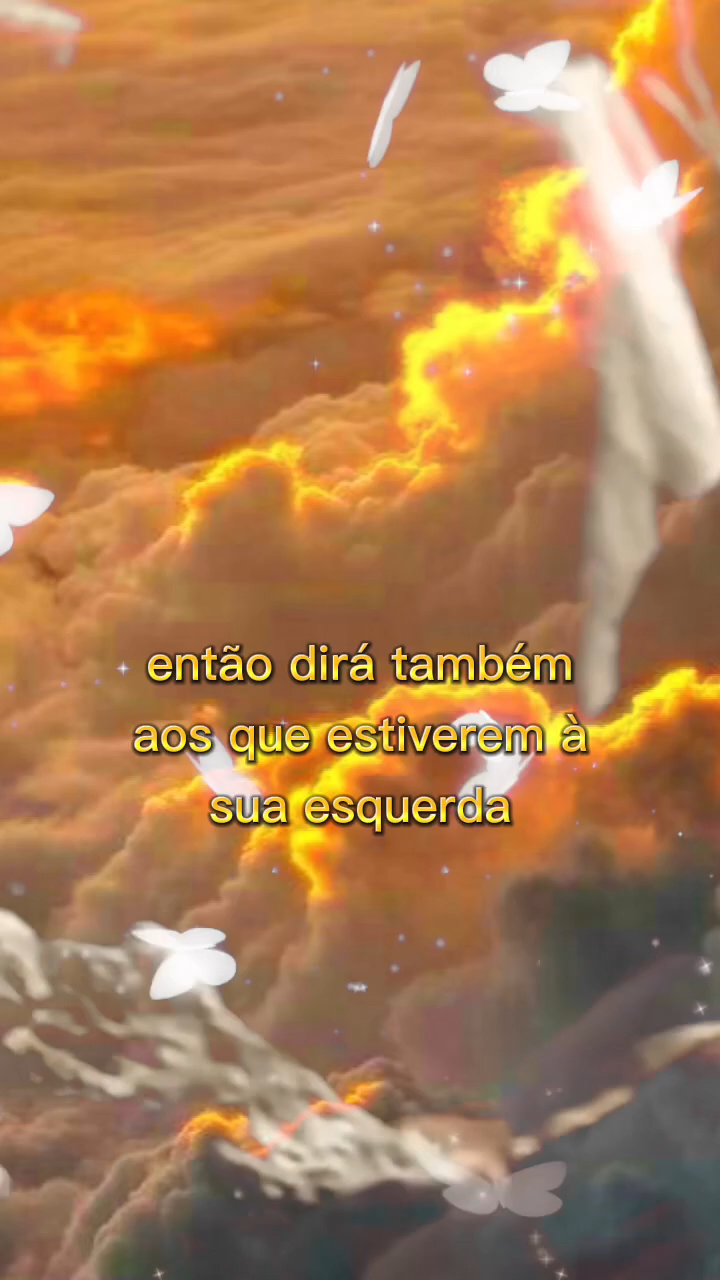 então dirá também
aos que estiverem à
sua esquerda